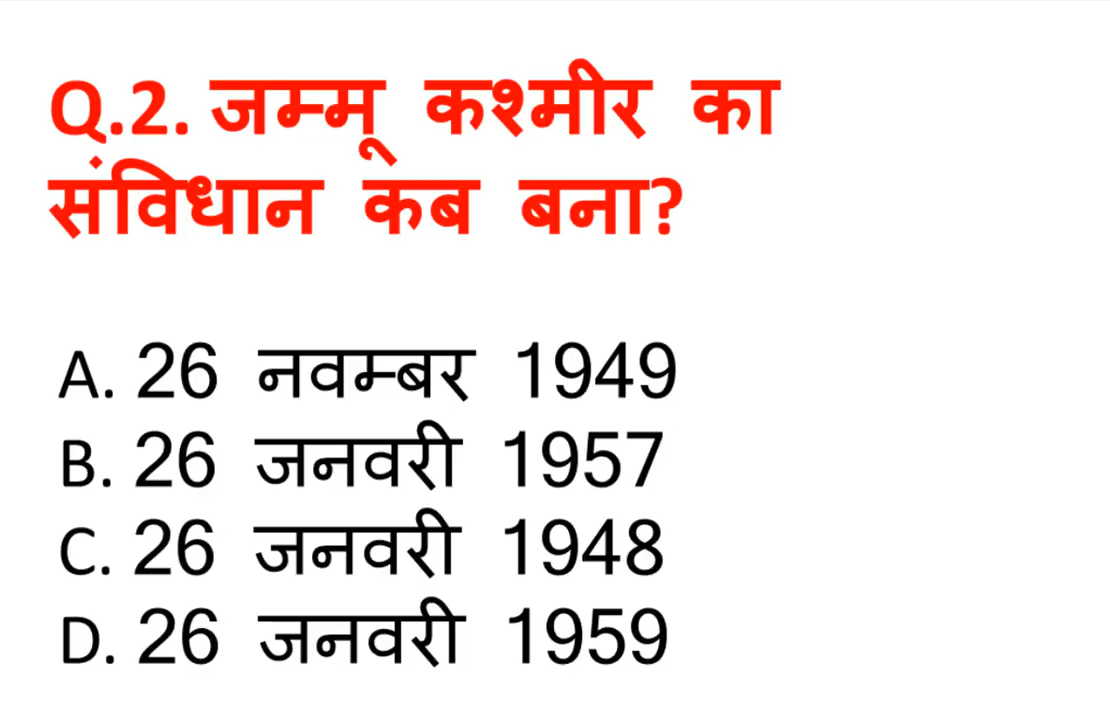 Q.2. जम्मू कश्मीर का
संविधान कब बना?
A. 26 नवम्बर 1949
B. 26 जनवरी 1957
C. 26 जनवरी 1948
D. 26 जनवरी 1959